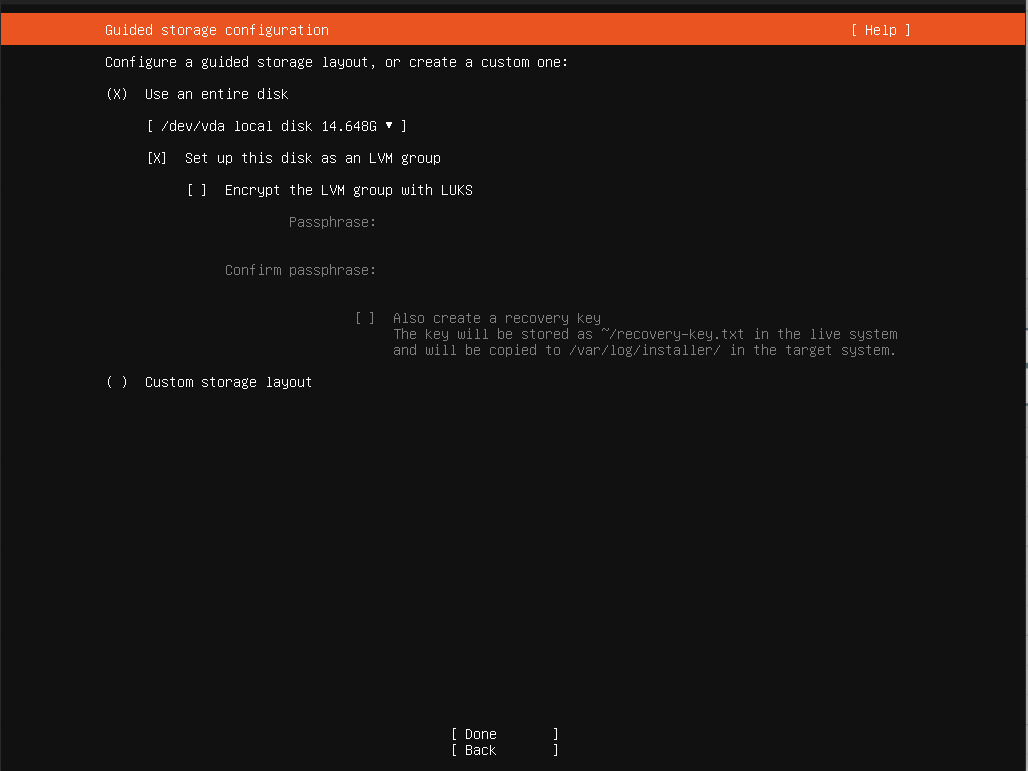 Guided storage configuration [ Help ]
Configure a guided storage layout, or create a custom one:
(X) Use an entire disk
[ /dev/vda local disk 14.648G ▾ ]
[X] Set up this disk as an LVM group
[ ] Encrypt the LVM group with LUKS
Passphrase:
Confirm passphrase:
[ ] Also create a recovery key
The key will be stored as ~/recovery-key.txt in the live system
and will be copied to /var/log/installer/ in the target system.
( ) Custom storage layout
[ Done ]
[ Back ]